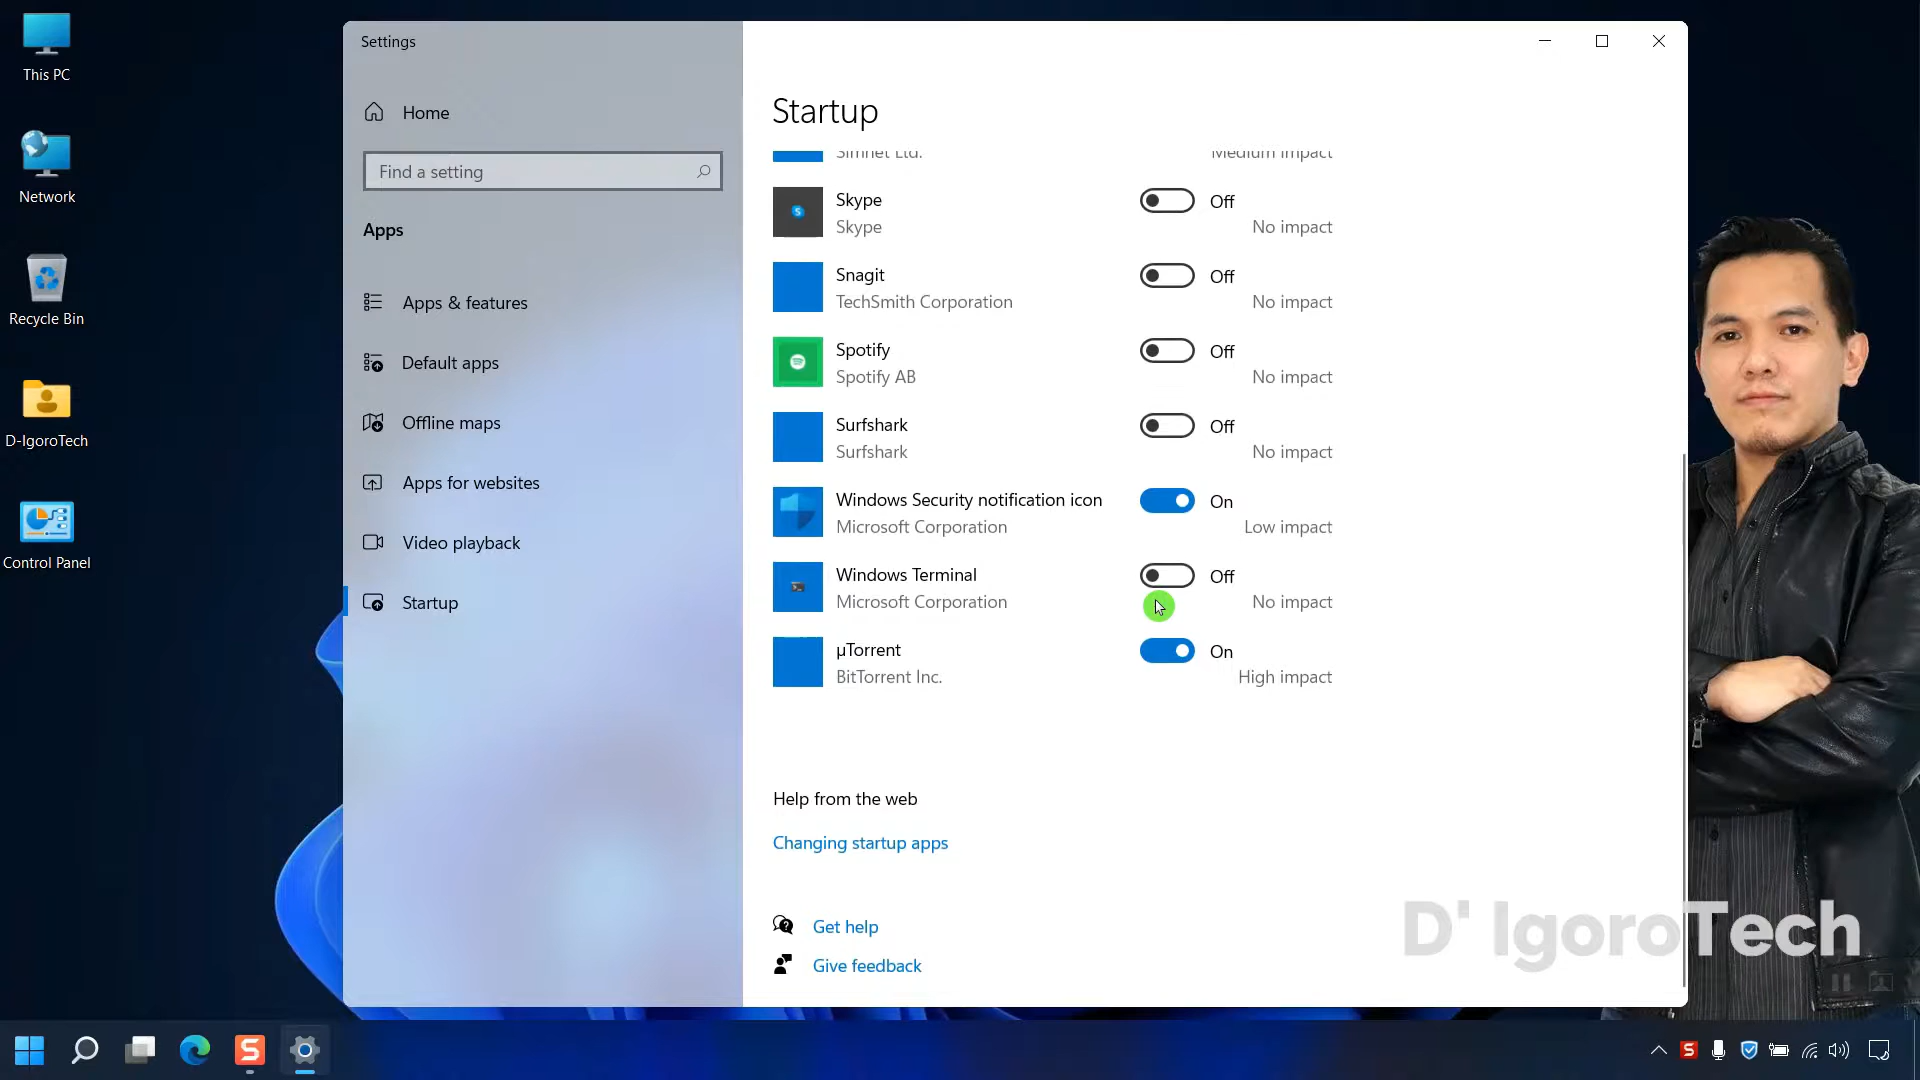 This PC
Network
Recycle Bin
D-IgoroTech
Control Panel
Settings
Home
Find a setting
Apps
Apps & features
Default apps
Offline maps
Apps for websites
Video playback
Startup
Startup
Simnet Ltd.
Medium impact
Skype
Off
Skype
No impact
Snagit
Off
TechSmith Corporation
No impact
Spotify
Off
Spotify AB
No impact
Surfshark
Off
Surfshark
No impact
Windows Security notification icon
On
Microsoft Corporation
Low impact
Windows Terminal
Off
Microsoft Corporation
No impact
µTorrent
On
BitTorrent Inc.
High impact
Help from the web
Changing startup apps
Get help
Give feedback
D' IgoroTech